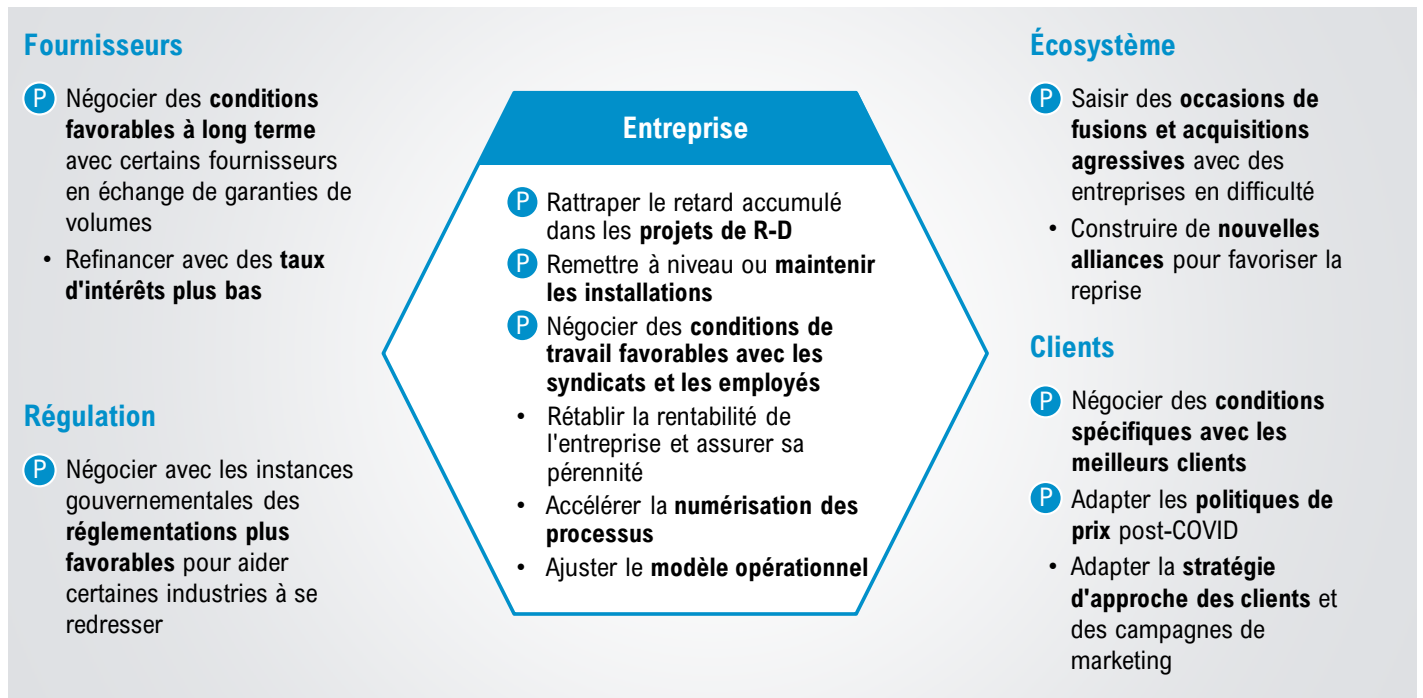 Fournisseurs
P Négocier des conditions
favorables à long terme
avec certains fournisseurs
en échange de garanties de
volumes
• Refinancer avec des taux
d'intérêts plus bas
Régulation
P Négocier avec les instances
gouvernementales des
réglementations plus
favorables pour aider
certaines industries à se
redresser
Entreprise
P Rattraper le retard accumulé
dans les projets de R-D
P Remettre à niveau ou maintenir
les installations
P Négocier des conditions de
travail favorables avec les
syndicats et les employés
• Rétablir la rentabilité de
l'entreprise et assurer sa
pérennité
• Accélérer la numérisation des
processus
• Ajuster le modèle opérationnel
Écosystème
P Saisir des occasions de
fusions et acquisitions
agressives avec des
entreprises en difficulté
• Construire de nouvelles
alliances pour favoriser la
reprise
Clients
P Négocier des conditions
spécifiques avec les
meilleurs clients
P Adapter les politiques de
prix post-COVID
• Adapter la stratégie
d'approche des clients et
des campagnes de
marketing